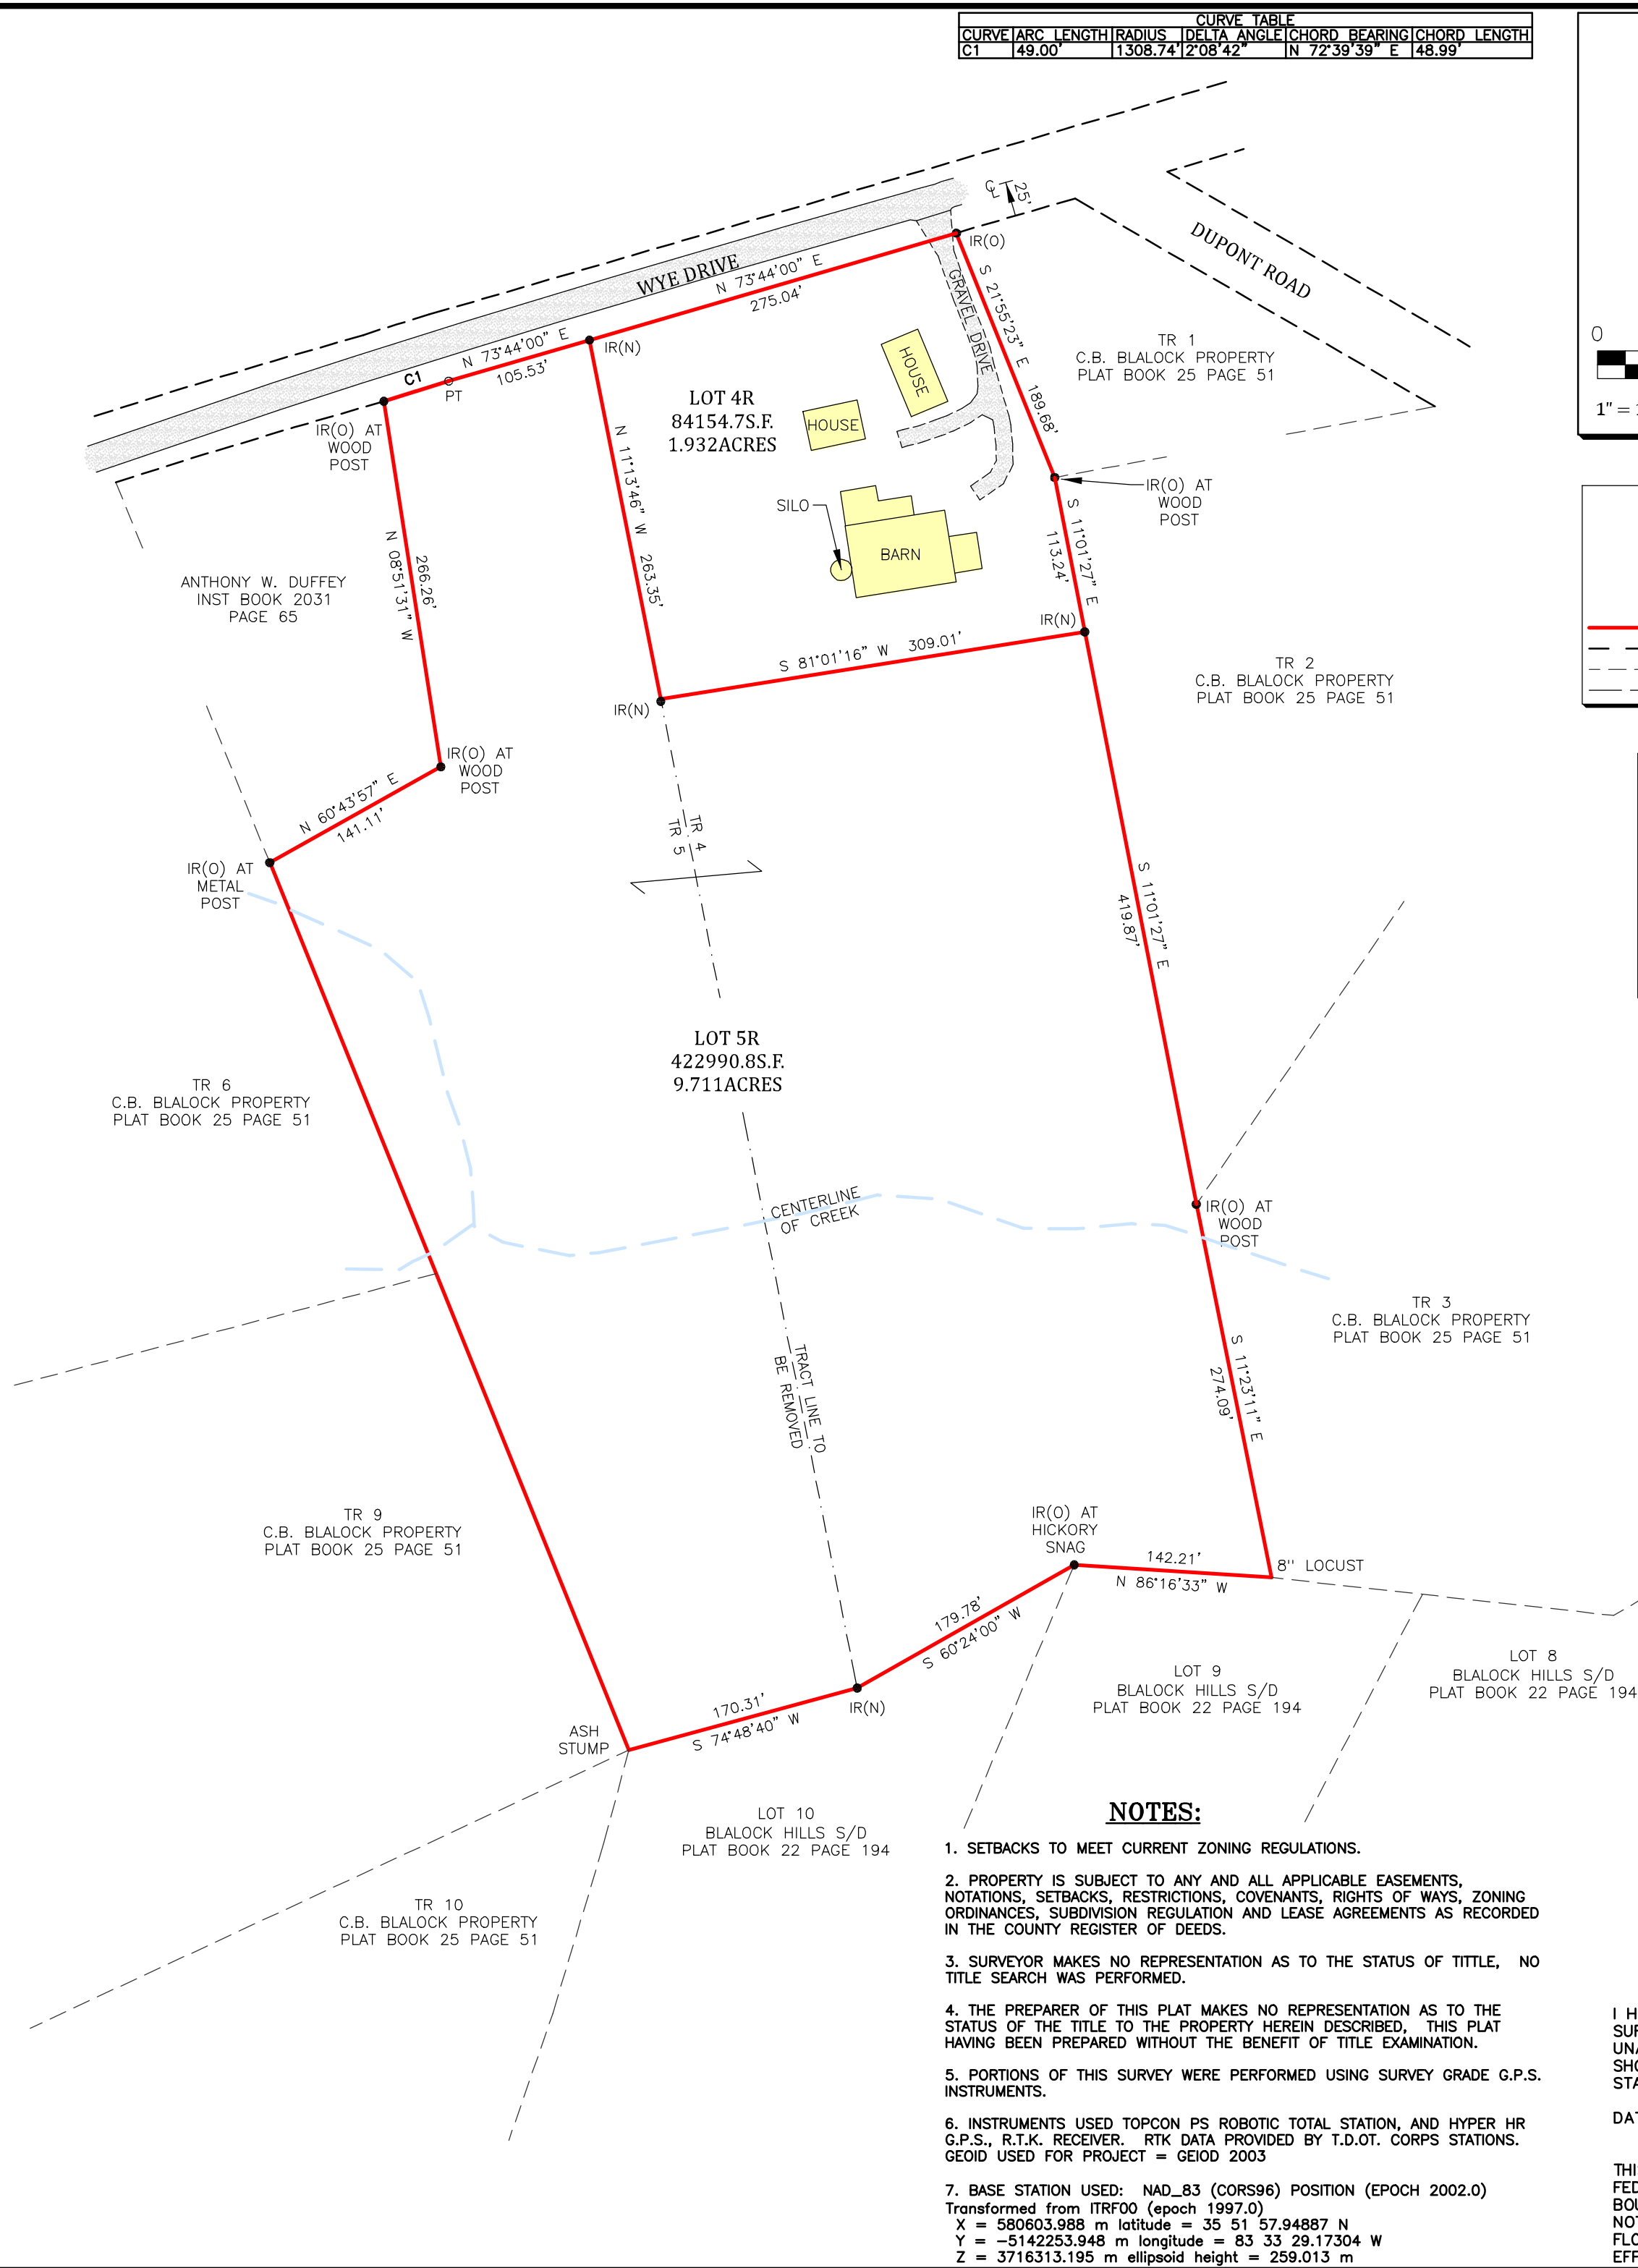 CURVE TABLE
CURVE ARC LENGTH RADIUS DELTA ANGLE CHORD BEARING CHORD LENGTH
C1 49.00' 1308.74' 2°08'42" N 72°39'39" E 48.99'
℄ 25'
WYE DRIVE
DUPONT ROAD
N 73°44'00" E
275.04'
IR(O)
GRAVEL DRIVE
S 21°55'23" E 189.68'
TR 1
C.B. BLALOCK PROPERTY
PLAT BOOK 25 PAGE 51
0
1" = 1
C1
PT
N 73°44'00" E
105.53'
IR(N)
HOUSE
HOUSE
LOT 4R
84154.7S.F.
1.932ACRES
IR(O) AT
WOOD
POST
N 11°13'46" W 263.35'
SILO
BARN
IR(O) AT
WOOD
POST
S 11°01'27" E
113.24'
N 08°51'31" W
266.26'
ANTHONY W. DUFFEY
INST BOOK 2031
PAGE 65
IR(N)
S 81°01'16" W 309.01'
IR(N)
TR 2
C.B. BLALOCK PROPERTY
PLAT BOOK 25 PAGE 51
IR(O) AT
WOOD
POST
N 60°43'57" E
141.11'
TR 4
TR 5
IR(O) AT
METAL
POST
S 11°01'27" E
419.87'
LOT 5R
422990.8S.F.
9.711ACRES
TR 6
C.B. BLALOCK PROPERTY
PLAT BOOK 25 PAGE 51
CENTERLINE
OF CREEK
IR(O) AT
WOOD
POST
TR 3
C.B. BLALOCK PROPERTY
PLAT BOOK 25 PAGE 51
S 11°23'11" E
274.09'
TRACT LINE TO
BE REMOVED
TR 9
C.B. BLALOCK PROPERTY
PLAT BOOK 25 PAGE 51
IR(O) AT
HICKORY
SNAG
142.21'
N 86°16'33" W
8'' LOCUST
179.78'
S 60°24'00" W
LOT 9
BLALOCK HILLS S/D
PLAT BOOK 22 PAGE 194
LOT 8
BLALOCK HILLS S/D
PLAT BOOK 22 PAGE 194
170.31'
S 74°48'40" W
IR(N)
ASH
STUMP
LOT 10
BLALOCK HILLS S/D
PLAT BOOK 22 PAGE 194
TR 10
C.B. BLALOCK PROPERTY
PLAT BOOK 25 PAGE 51
NOTES:
1. SETBACKS TO MEET CURRENT ZONING REGULATIONS.
2. PROPERTY IS SUBJECT TO ANY AND ALL APPLICABLE EASEMENTS,
NOTATIONS, SETBACKS, RESTRICTIONS, COVENANTS, RIGHTS OF WAYS, ZONING
ORDINANCES, SUBDIVISION REGULATION AND LEASE AGREEMENTS AS RECORDED
IN THE COUNTY REGISTER OF DEEDS.
3. SURVEYOR MAKES NO REPRESENTATION AS TO THE STATUS OF TITTLE, NO
TITLE SEARCH WAS PERFORMED.
4. THE PREPARER OF THIS PLAT MAKES NO REPRESENTATION AS TO THE
STATUS OF THE TITLE TO THE PROPERTY HEREIN DESCRIBED, THIS PLAT
HAVING BEEN PREPARED WITHOUT THE BENEFIT OF TITLE EXAMINATION.
5. PORTIONS OF THIS SURVEY WERE PERFORMED USING SURVEY GRADE G.P.S.
INSTRUMENTS.
6. INSTRUMENTS USED TOPCON PS ROBOTIC TOTAL STATION, AND HYPER HR
G.P.S., R.T.K. RECEIVER. RTK DATA PROVIDED BY T.D.OT. CORPS STATIONS.
GEOID USED FOR PROJECT = GEIOD 2003
7. BASE STATION USED: NAD_83 (CORS96) POSITION (EPOCH 2002.0)
Transformed from ITRF00 (epoch 1997.0)
X = 580603.988 m latitude = 35 51 57.94887 N
Y = -5142253.948 m longitude = 83 33 29.17304 W
Z = 3716313.195 m ellipsoid height = 259.013 m
I H
SUR
UNA
SHO
STA
DAT
THI
FED
BOU
NOT
FLO
EFF